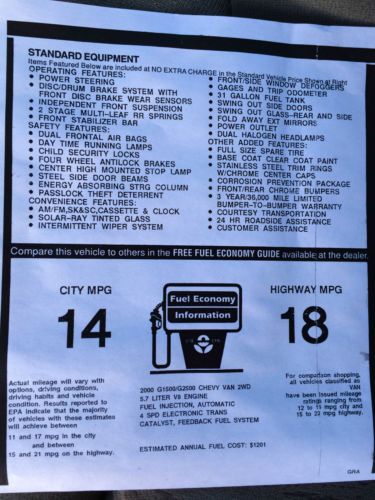 STANDARD EQUIPMENT
Items Featured Below are included at NO EXTRA CHARGE in the Standard Vehicle Price Shown at Right
OPERATING FEATURES:
• POWER STEERING
• DISC/DRUM BRAKE SYSTEM WITH
FRONT DISC BRAKE WEAR SENSORS
• INDEPENDENT FRONT SUSPENSION
• 2 STAGE MULTI-LEAF RR SPRINGS
• FRONT STABILIZER BAR
SAFETY FEATURES:
• DUAL FRONTAL AIR BAGS
• DAY TIME RUNNING LAMPS
• CHILD SECURITY LOCKS
• FOUR WHEEL ANTILOCK BRAKES
• CENTER HIGH MOUNTED STOP LAMP
• STEEL SIDE DOOR BEAMS
• ENERGY ABSORBING STRG COLUMN
• PASSLOCK THEFT DETERRENT
CONVENIENCE FEATURES:
• AM/FM,SK&SC,CASSETTE & CLOCK
• SOLAR-RAY TINTED GLASS
• INTERMITTENT WIPER SYSTEM
• FRONT/SIDE WINDOW DEFOGGERS
• GAGES AND TRIP ODOMETER
• 31 GALLON FUEL TANK
• SWING OUT SIDE DOORS
• SWING OUT GLASS-REAR AND SIDE
• FOLD AWAY EXT MIRRORS
• POWER OUTLET
• DUAL HALOGEN HEADLAMPS
OTHER ADDED FEATURES:
• FULL SIZE SPARE TIRE
• BASE COAT CLEAR COAT PAINT
• STAINLESS STEEL TRIM RINGS
W/CHROME CENTER CAPS
• CORROSION PREVENTION PACKAGE
• FRONT/REAR CHROME BUMPERS
• 3 YEAR/36,000 MILE LIMITED
BUMPER-TO-BUMPER WARRANTY
• COURTESY TRANSPORTATION
• 24 HR ROADSIDE ASSISTANCE
• CUSTOMER ASSISTANCE
Compare this vehicle to others in the FREE FUEL ECONOMY GUIDE available at the dealer.
CITY MPG
14
Fuel Economy
Information
HIGHWAY MPG
18
Actual mileage will vary with
options, driving conditions,
driving habits and vehicle
condition. Results reported to
EPA indicate that the majority
of vehicles with these estimates
will achieve between
11 and 17 mpg in the city
and between
15 and 21 mpg on the highway.
2000 G1500/G2500 CHEVY VAN 2WD
5.7 LITER V8 ENGINE
FUEL INJECTION, AUTOMATIC
4 SPD ELECTRONIC TRANS
CATALYST, FEEDBACK FUEL SYSTEM
ESTIMATED ANNUAL FUEL COST: $1201
For comparison shopping,
all vehicles classified as
VAN
have been issued mileage
ratings ranging from
12 to 11 mpg city and
15 to 22 mpg highway.
GRA